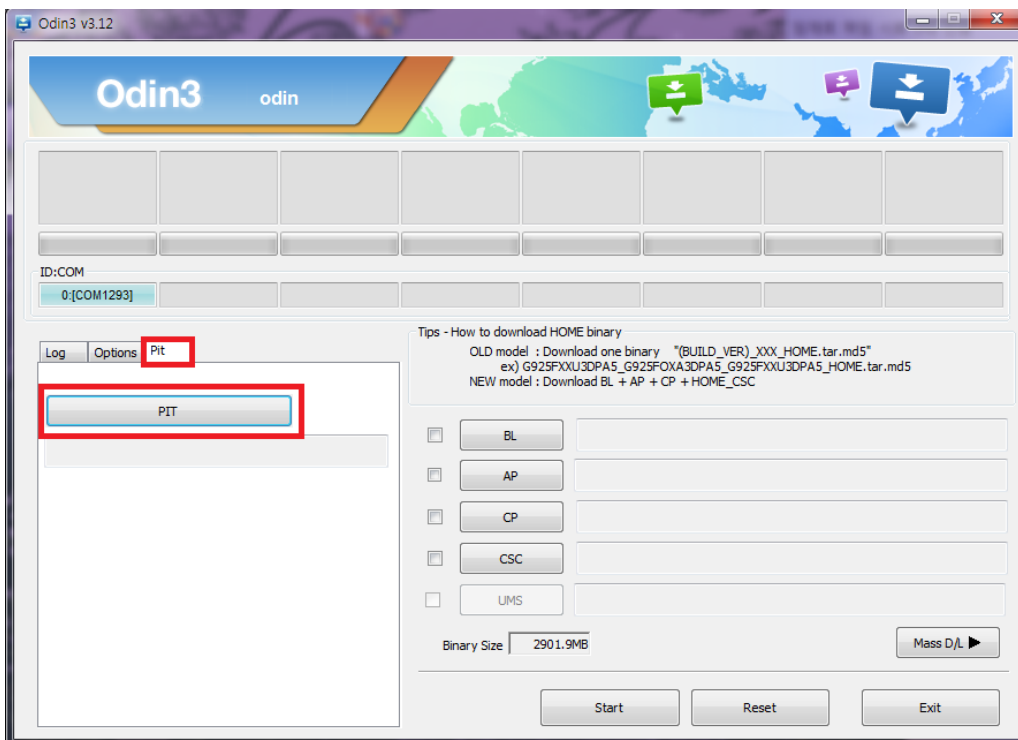 Odin3 v3.12
Odin3 odin
ID:COM
0:[COM1293]
Log Options Pit
PIT
Tips - How to download HOME binary
OLD model : Download one binary "(BUILD_VER)_XXX_HOME.tar.md5"
ex) G925FXXU3DPA5_G925FOXA3DPA5_G925FXXU3DPA5_HOME.tar.md5
NEW model : Download BL + AP + CP + HOME_CSC
BL
AP
CP
CSC
UMS
Binary Size 2901.9MB
Mass D/L ▶
Start Reset Exit